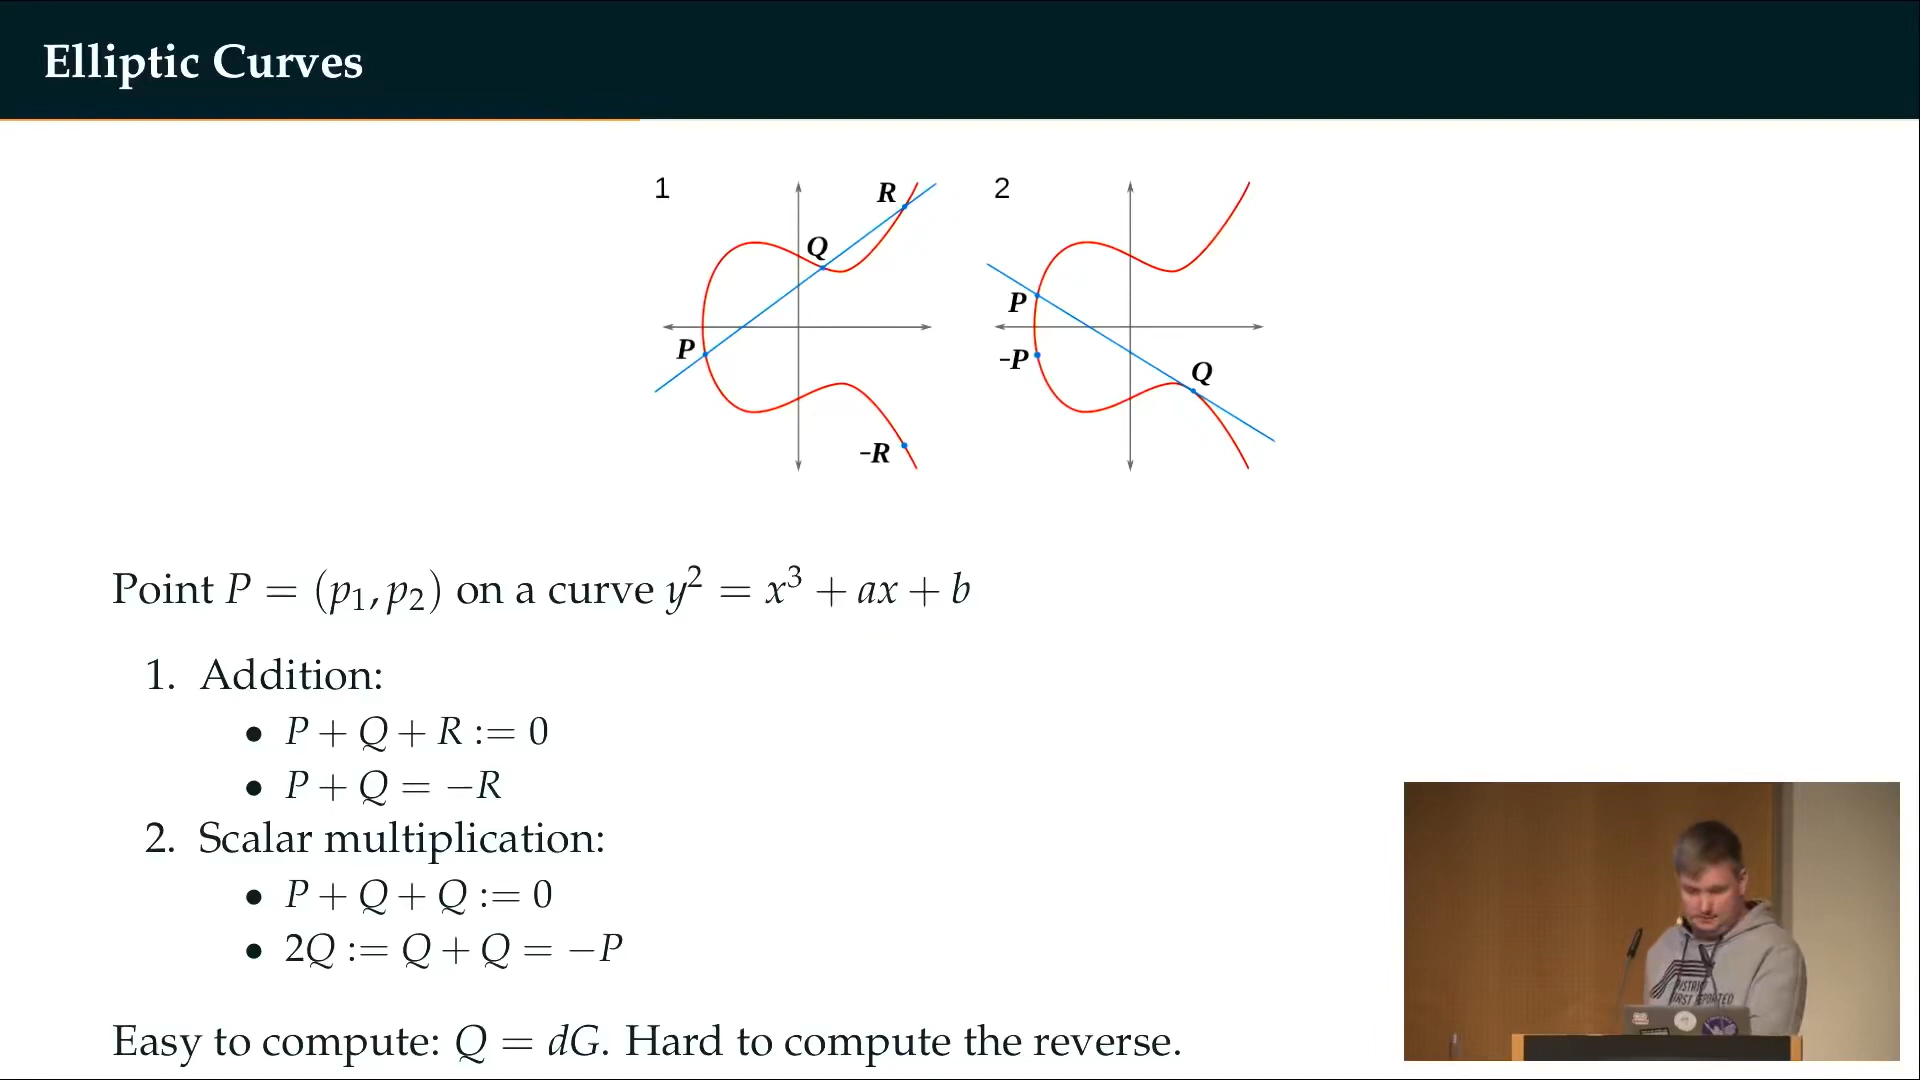 Elliptic Curves
1
R
Q
P
-R
2
P
-P
Q
Point P = (p₁, p₂) on a curve y² = x³ + ax + b
1. Addition:
• P + Q + R := 0
• P + Q = −R
2. Scalar multiplication:
• P + Q + Q := 0
• 2Q := Q + Q = −P
Easy to compute: Q = dG. Hard to compute the reverse.